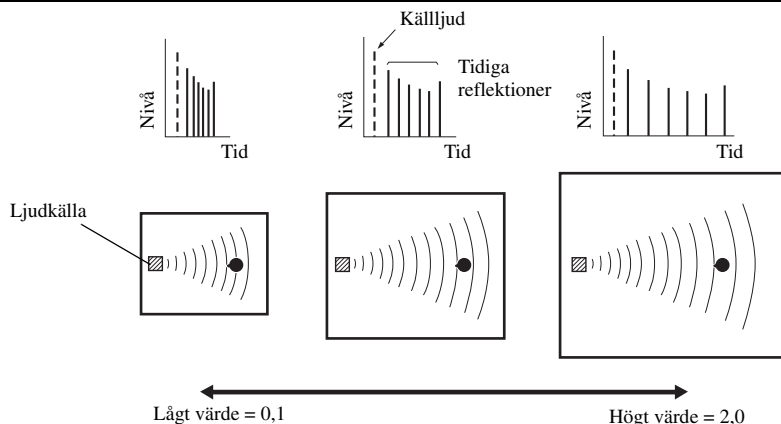 Källljud
Tidiga
reflektioner
Nivå
Tid
Nivå
Tid
Nivå
Tid
Ljudkälla
Lågt värde = 0,1
Högt värde = 2,0